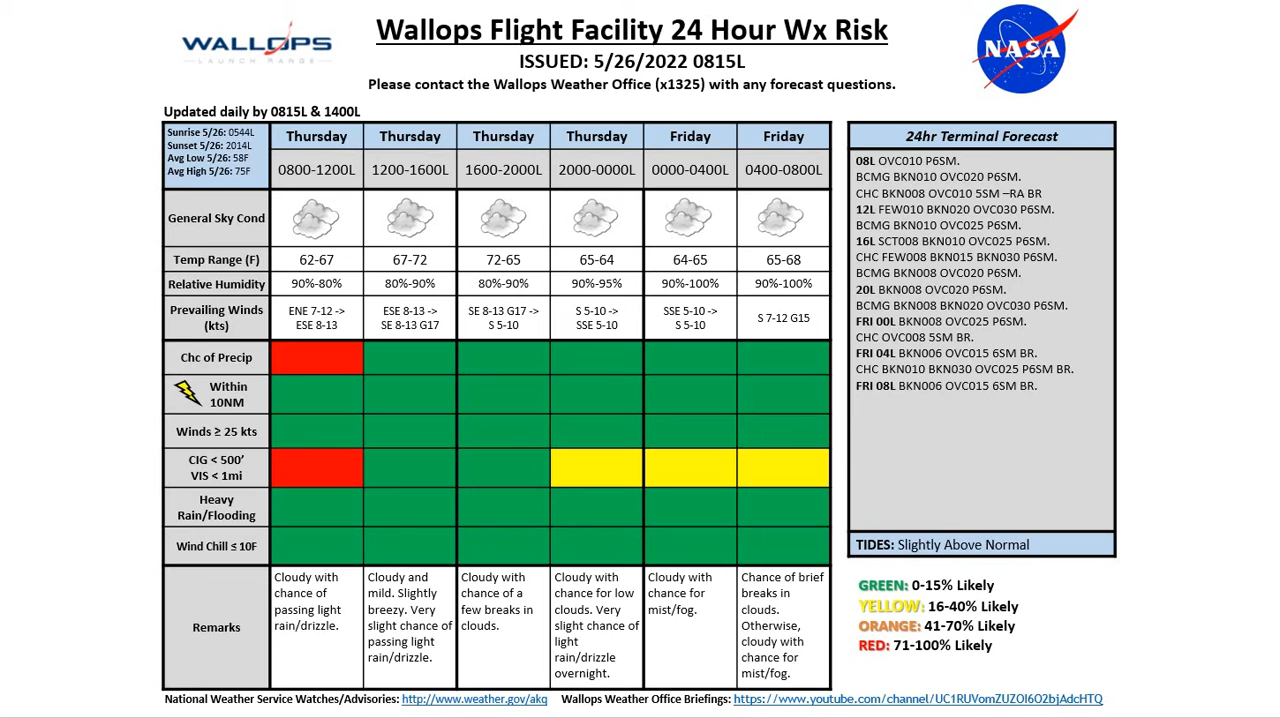 WALLOPS
LAUNCH RANGE
Wallops Flight Facility 24 Hour Wx Risk
ISSUED: 5/26/2022 0815L
Please contact the Wallops Weather Office (x1325) with any forecast questions.
NASA
Updated daily by 0815L & 1400L
Sunrise 5/26: 0544L
Sunset 5/26: 2014L
Avg Low 5/26: 58F
Avg High 5/26: 75F
Thursday Thursday Thursday Thursday Friday Friday
0800-1200L 1200-1600L 1600-2000L 2000-0000L 0000-0400L 0400-0800L
General Sky Cond
Temp Range (F) 62-67 67-72 72-65 65-64 64-65 65-68
Relative Humidity 90%-80% 80%-90% 80%-90% 90%-95% 90%-100% 90%-100%
Prevailing Winds
(kts)
ENE 7-12 ->
ESE 8-13
ESE 8-13 ->
SE 8-13 G17
SE 8-13 G17 ->
S 5-10
S 5-10 ->
SSE 5-10
SSE 5-10 ->
S 5-10
S 7-12 G15
Chc of Precip
Within
10NM
Winds ≥ 25 kts
CIG < 500’
VIS < 1mi
Heavy
Rain/Flooding
Wind Chill ≤ 10F
Remarks
Cloudy with
chance of
passing light
rain/drizzle.
Cloudy and
mild. Slightly
breezy. Very
slight chance of
passing light
rain/drizzle.
Cloudy with
chance of a
few breaks in
clouds.
Cloudy with
chance for low
clouds. Very
slight chance of
light
rain/drizzle
overnight.
Cloudy with
chance for
mist/fog.
Chance of brief
breaks in
clouds.
Otherwise,
cloudy with
chance for
mist/fog.
24hr Terminal Forecast
08L OVC010 P6SM.
BCMG BKN010 OVC020 P6SM.
CHC BKN008 OVC010 5SM –RA BR
12L FEW010 BKN020 OVC030 P6SM.
BCMG BKN010 OVC025 P6SM.
16L SCT008 BKN010 OVC025 P6SM.
CHC FEW008 BKN015 BKN030 P6SM.
BCMG BKN008 OVC020 P6SM.
20L BKN008 OVC020 P6SM.
BCMG BKN008 BKN020 OVC030 P6SM.
FRI 00L BKN008 OVC025 P6SM.
CHC OVC008 5SM BR.
FRI 04L BKN006 OVC015 6SM BR.
CHC BKN010 BKN030 OVC025 P6SM BR.
FRI 08L BKN006 OVC015 6SM BR.
TIDES: Slightly Above Normal
GREEN: 0-15% Likely
YELLOW: 16-40% Likely
ORANGE: 41-70% Likely
RED: 71-100% Likely
National Weather Service Watches/Advisories: http://www.weather.gov/akq Wallops Weather Office Briefings: https://www.youtube.com/channel/UC1RUVomZUZOl6O2bjAdcHTQ